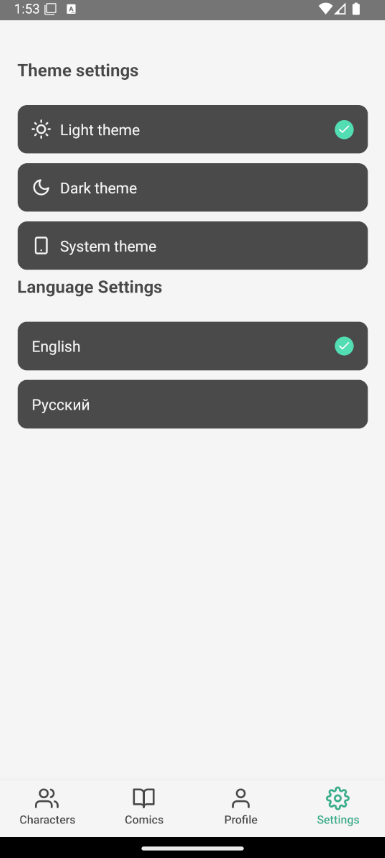 1:53
Theme settings
Light theme
Dark theme
System theme
Language Settings
English
Русский
Characters
Comics
Profile
Settings